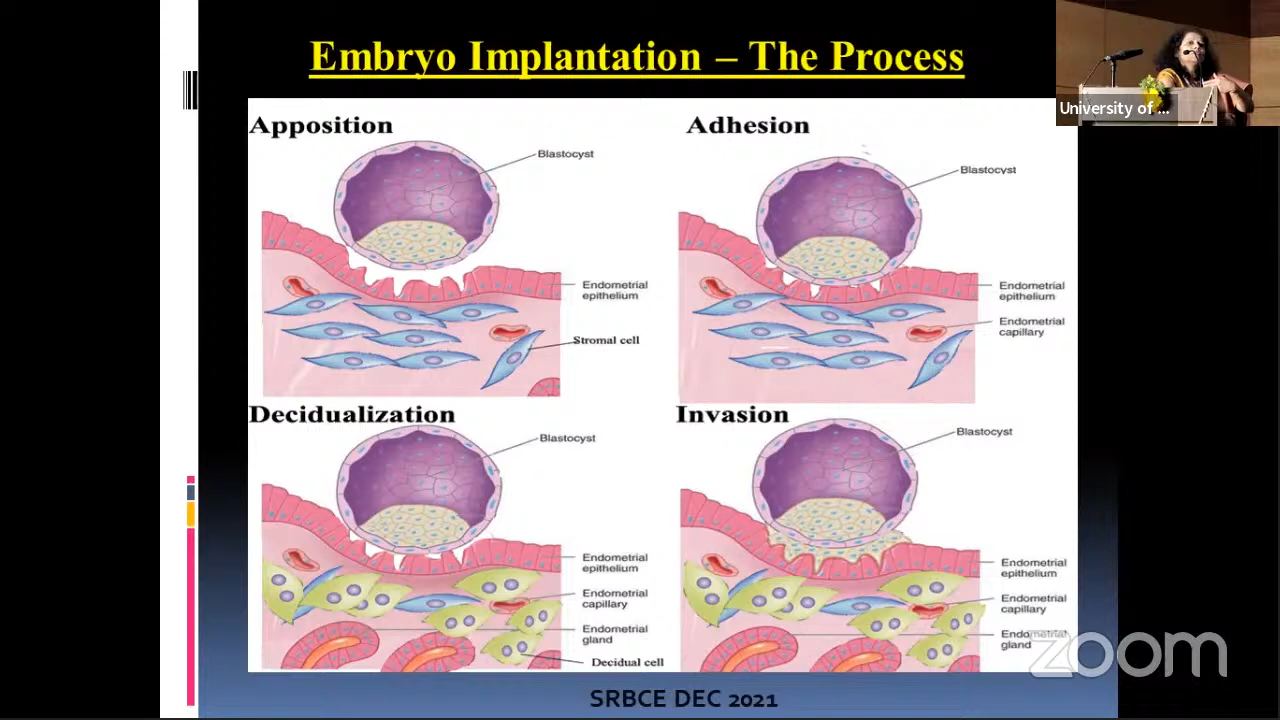 Embryo Implantation – The Process
University of ...
Apposition
Blastocyst
Endometrial
epithelium
Stromal cell
Adhesion
Blastocyst
Endometrial
epithelium
Endometrial
capillary
Decidualization
Blastocyst
Endometrial
epithelium
Endometrial
capillary
Endometrial
gland
Decidual cell
Invasion
Blastocyst
Endometrial
epithelium
Endometrial
capillary
Endometrial
gland
zoom
SRBCE DEC 2021